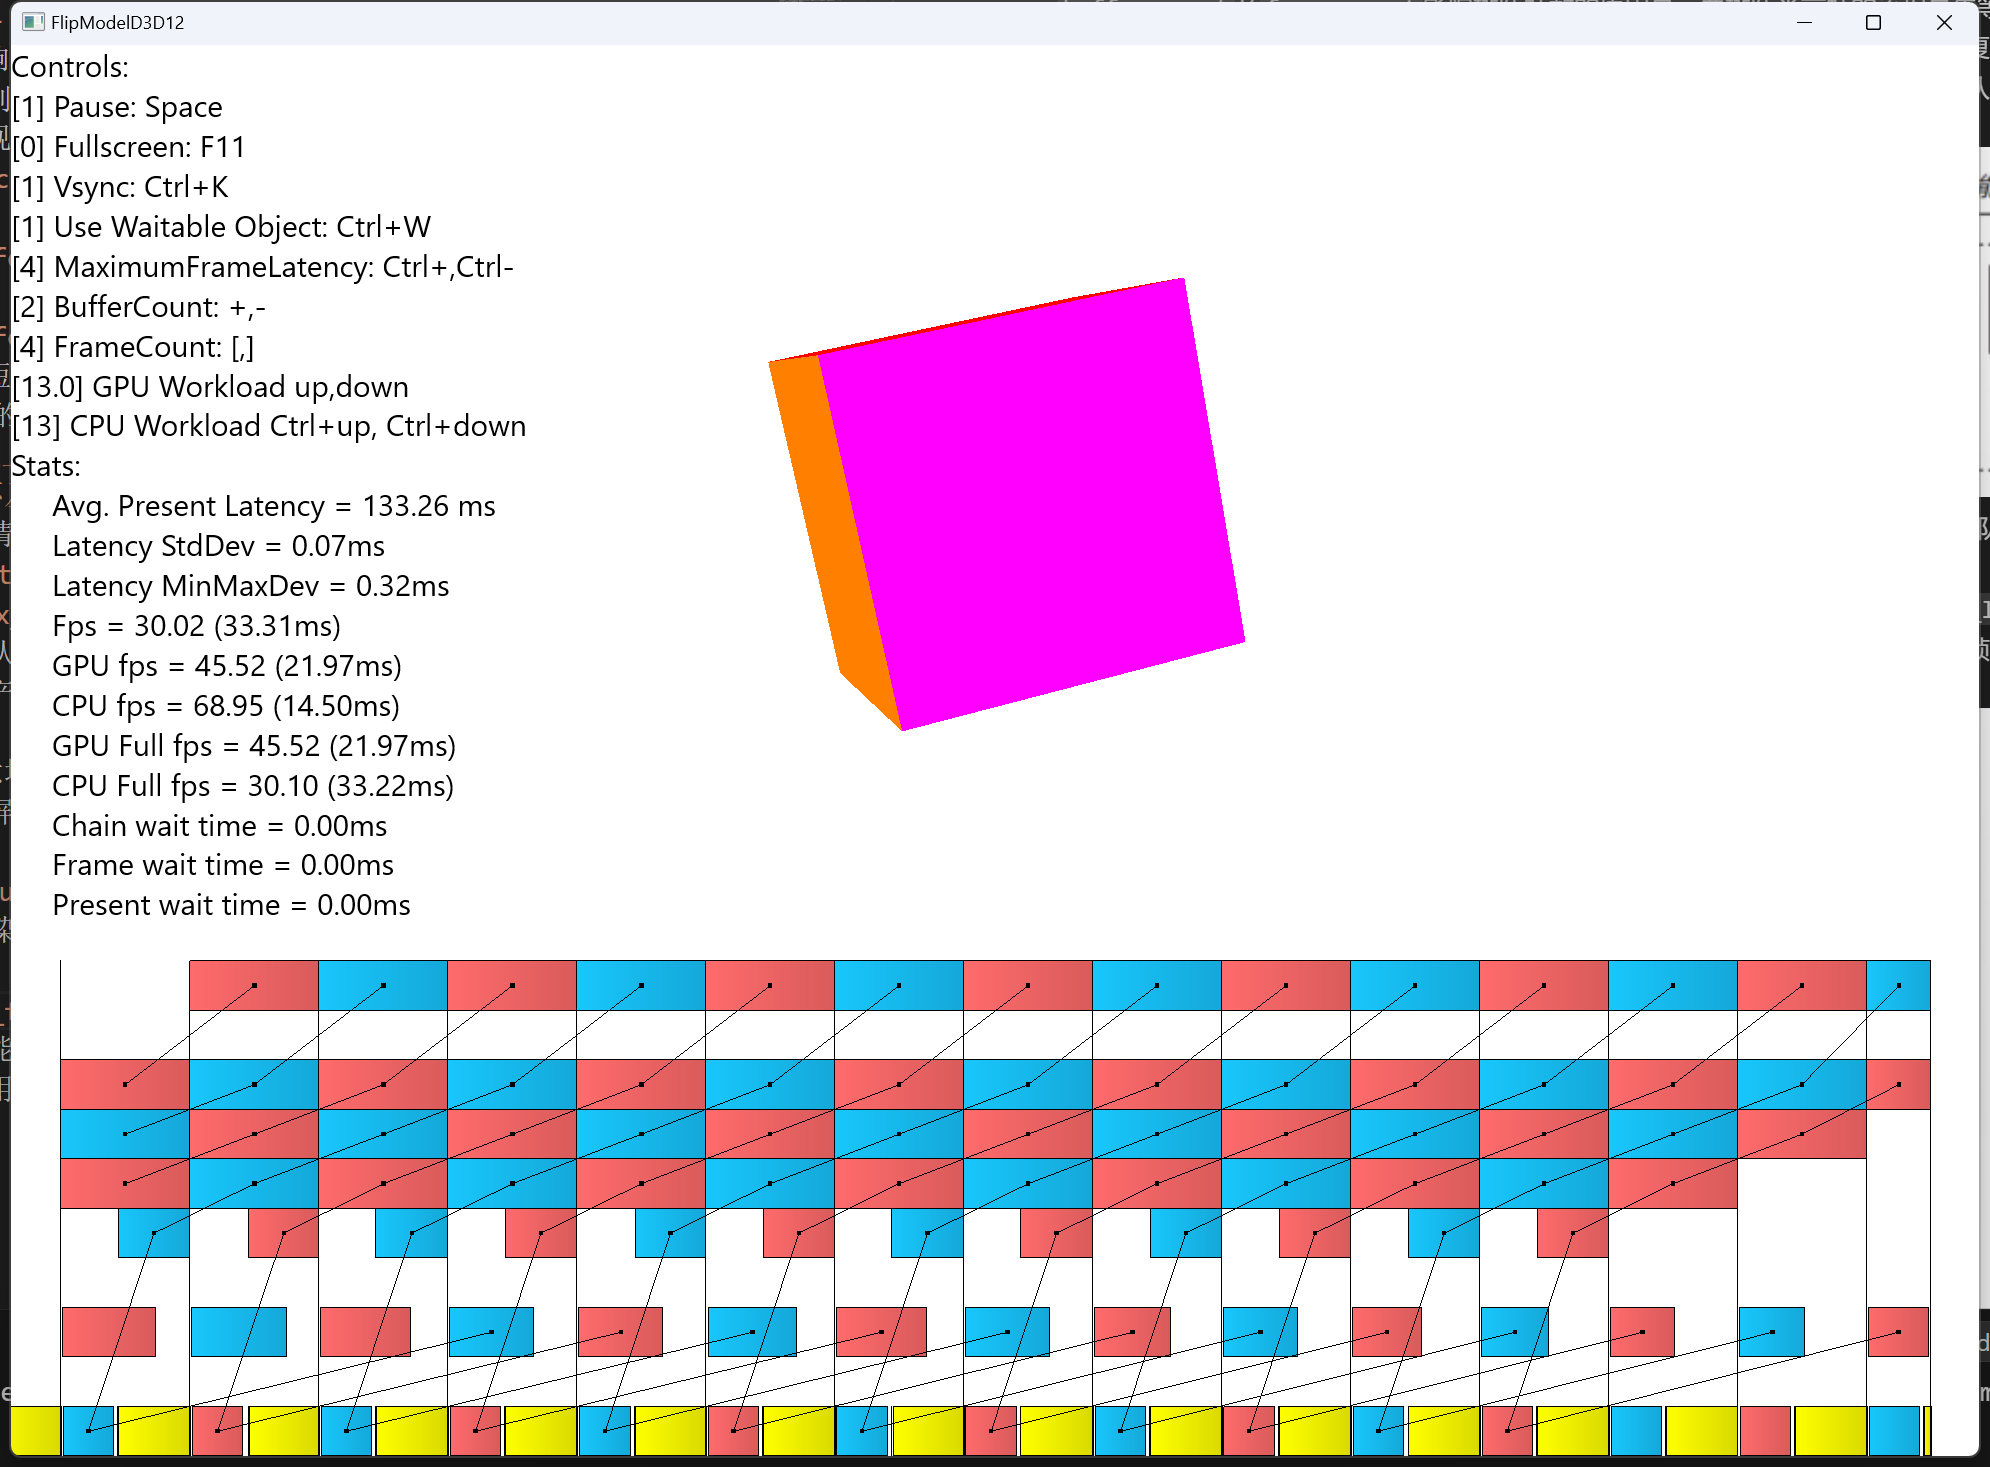 FlipModelD3D12
Controls:
[1] Pause: Space
[0] Fullscreen: F11
[1] Vsync: Ctrl+K
[1] Use Waitable Object: Ctrl+W
[4] MaximumFrameLatency: Ctrl+,Ctrl-
[2] BufferCount: +,-
[4] FrameCount: [,]
[13.0] GPU Workload up,down
[13] CPU Workload Ctrl+up, Ctrl+down
Stats:
Avg. Present Latency = 133.26 ms
Latency StdDev = 0.07ms
Latency MinMaxDev = 0.32ms
Fps = 30.02 (33.31ms)
GPU fps = 45.52 (21.97ms)
CPU fps = 68.95 (14.50ms)
GPU Full fps = 45.52 (21.97ms)
CPU Full fps = 30.10 (33.22ms)
Chain wait time = 0.00ms
Frame wait time = 0.00ms
Present wait time = 0.00ms